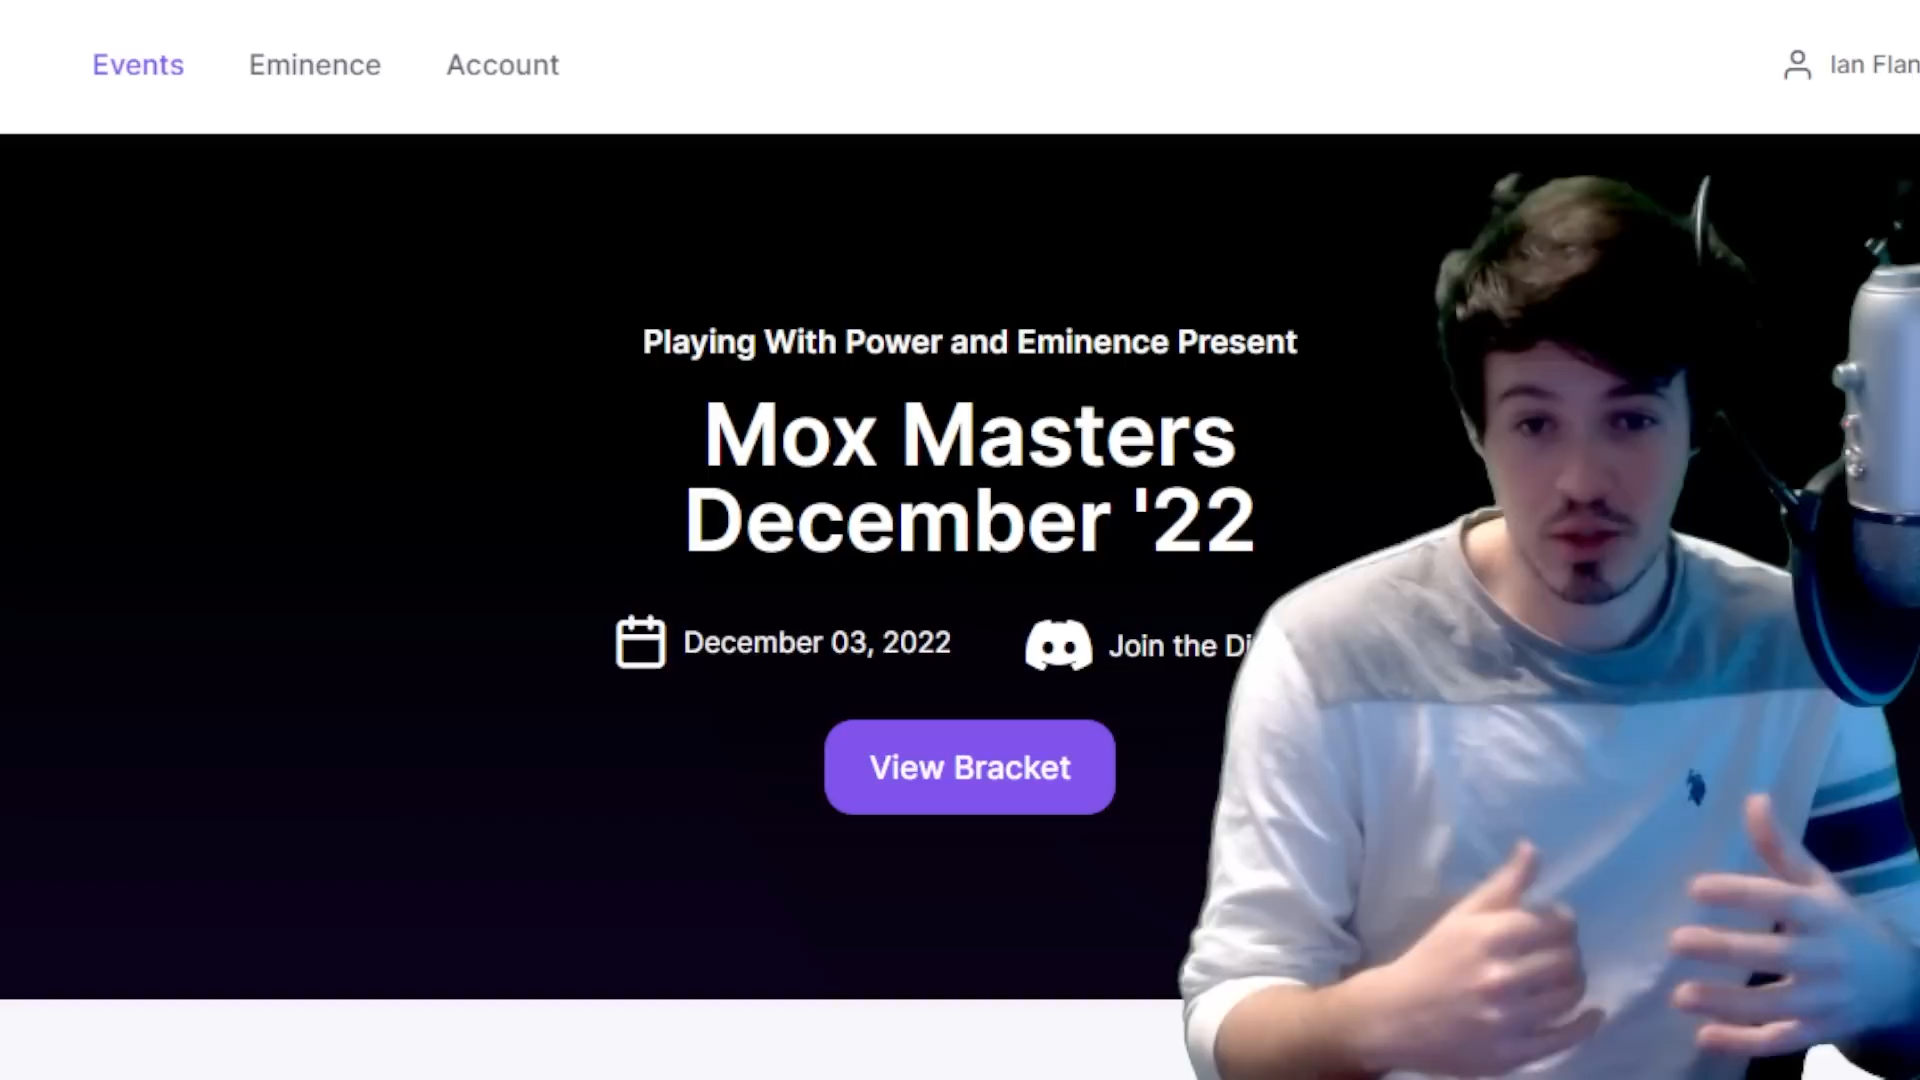 Events Eminence Account Ian Flan
Playing With Power and Eminence Present
Mox Masters
December '22
December 03, 2022 Join the Di
View Bracket